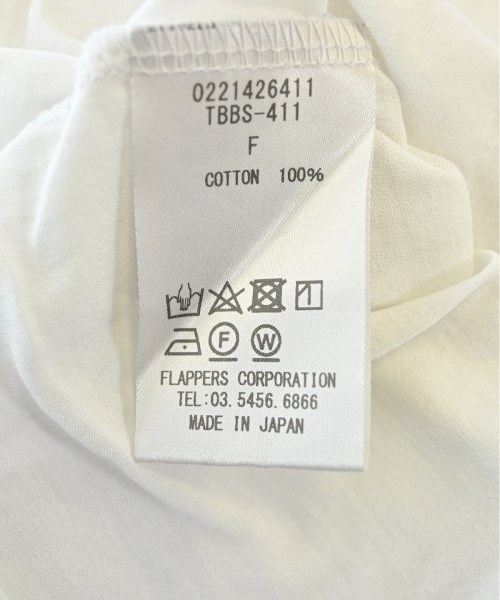 0221426411
TBBS-411
F
COTTON 100%
F W
FLAPPERS CORPORATION
TEL:03.5456.6866
MADE IN JAPAN